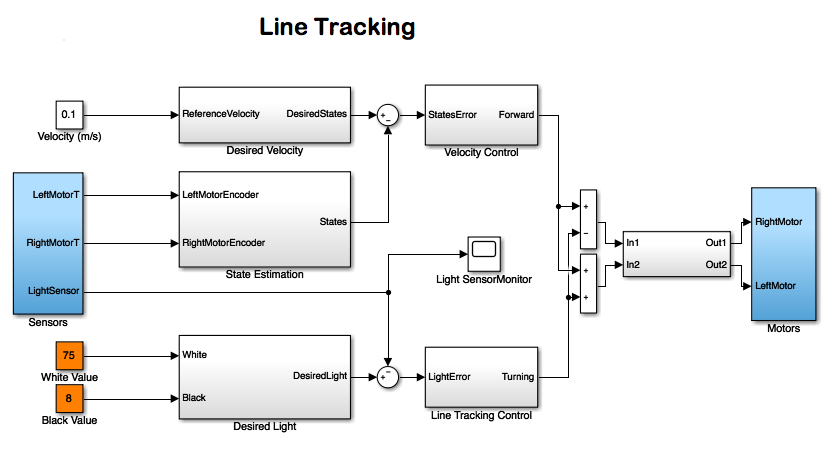 Line Tracking
0.1
Velocity (m/s)
ReferenceVelocity DesiredStates
Desired Velocity
+
−
StatesError Forward
Velocity Control
LeftMotorT
RightMotorT
LightSensor
Sensors
LeftMotorEncoder
States
RightMotorEncoder
State Estimation
Light SensorMonitor
+
−
+
+
In1 Out1
In2 Out2
RightMotor
LeftMotor
Motors
75
White Value
8
Black Value
White
DesiredLight
Black
Desired Light
−
+
LightError Turning
Line Tracking Control